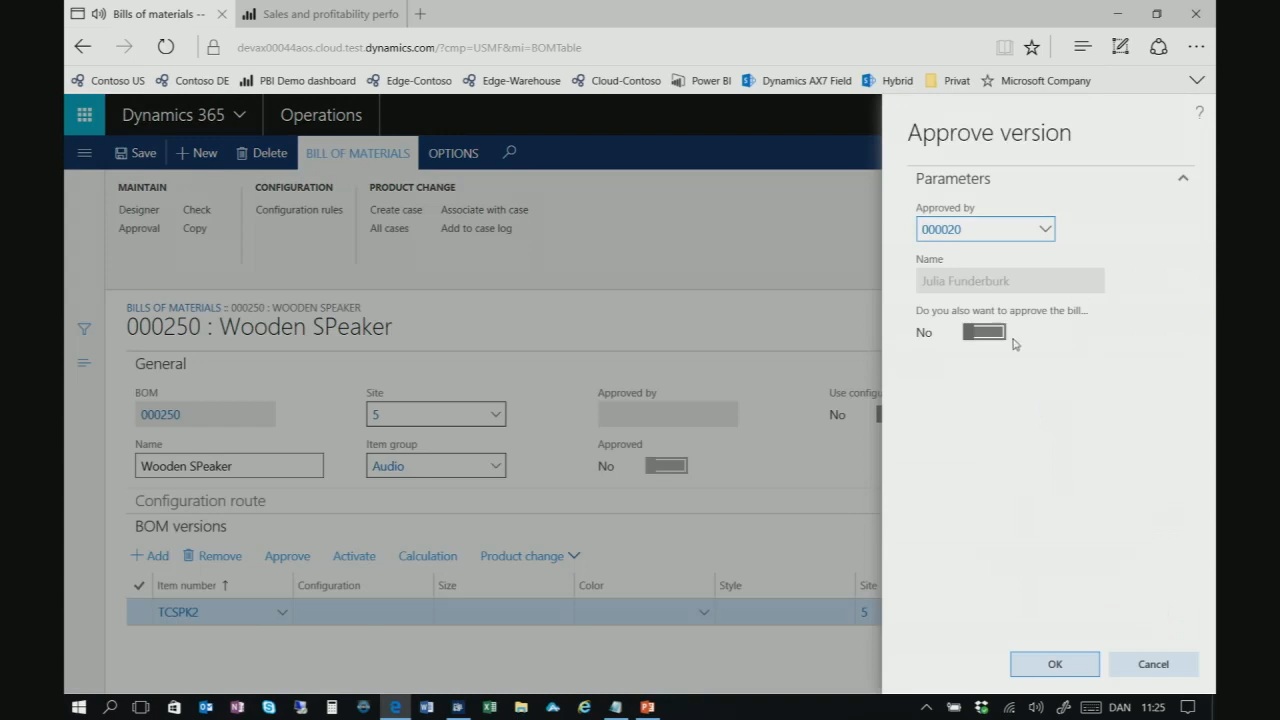 Bills of materials --
Sales and profitability perfo
devax00044aos.cloud.test.dynamics.com/?cmp=USMF&mi=BOMTable
Contoso US
Contoso DE
PBI Demo dashboard
Edge-Contoso
Edge-Warehouse
Cloud-Contoso
Power BI
Dynamics AX7 Field
Hybrid
Privat
Microsoft Company
Dynamics 365
Operations
Save
New
Delete
BILL OF MATERIALS
OPTIONS
MAINTAIN
CONFIGURATION
PRODUCT CHANGE
Designer
Check
Configuration rules
Create case
Associate with case
Approval
Copy
All cases
Add to case log
BILLS OF MATERIALS :: 000250 : WOODEN SPEAKER
000250 : Wooden SPeaker
General
BOM
Site
Approved by
Use configu
000250
5
No
Name
Item group
Approved
Wooden SPeaker
Audio
No
Configuration route
BOM versions
Add
Remove
Approve
Activate
Calculation
Product change
Item number
Configuration
Size
Color
Style
Site
TCSPK2
5
?
Approve version
Parameters
Approved by
000020
Name
Julia Funderburk
Do you also want to approve the bill...
No
OK
Cancel
DAN
11:25